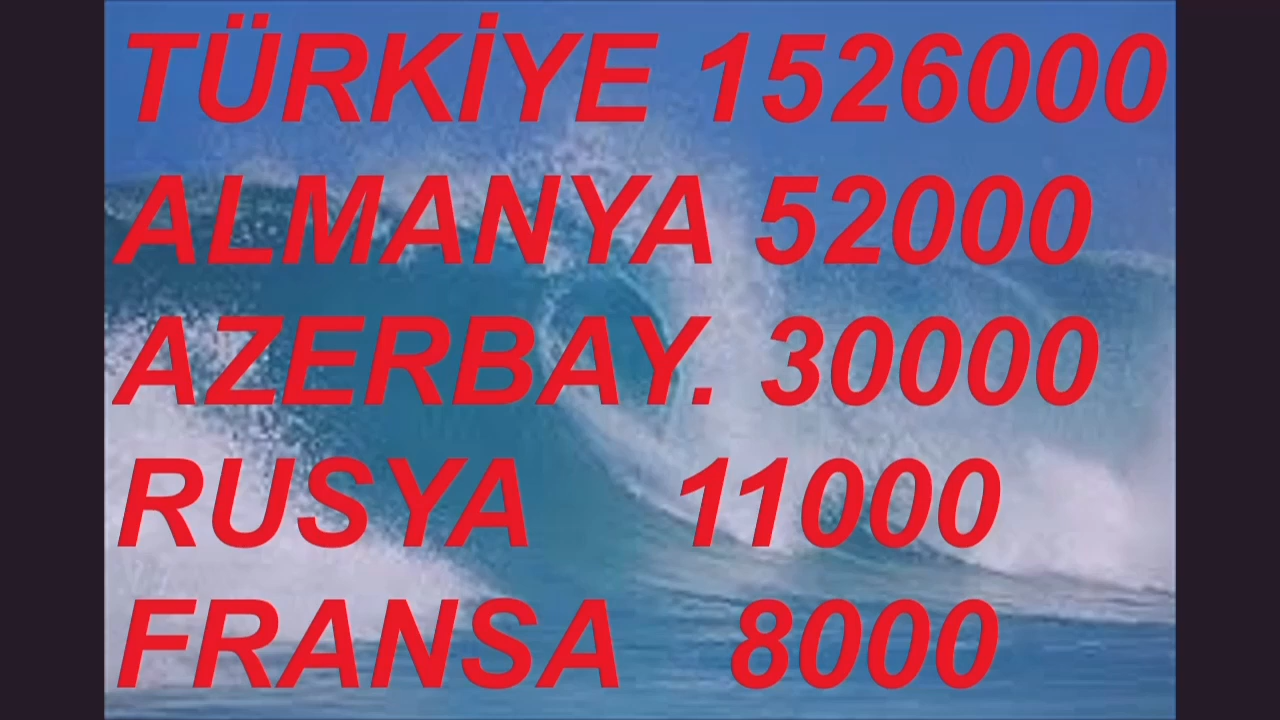 TÜRKİYE 1526000
ALMANYA 52000
AZERBAY. 30000
RUSYA 11000
FRANSA 8000